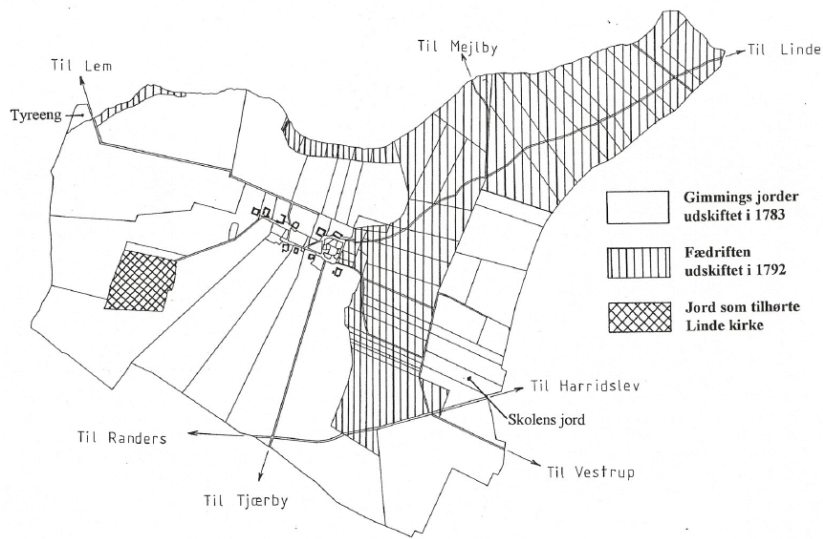 Til Mejlby
Til Linde
Til Lem
Tyreeng
Gimmings jorder
udskiftet i 1783
Fædriften
udskiftet i 1792
Jord som tilhørte
Linde kirke
Til Harridslev
Skolens jord
Til Randers
Til Vestrup
Til Tjærby